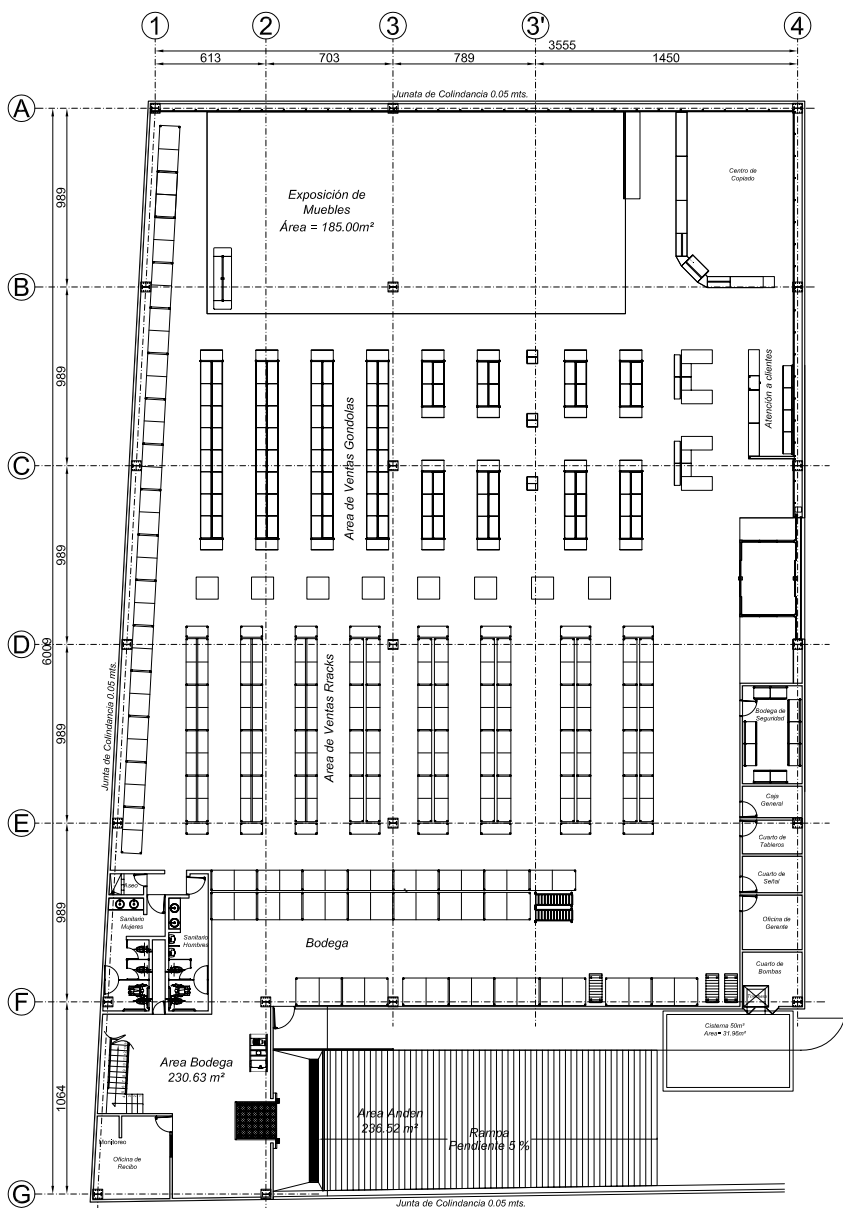 1
2
3
3'
4
3555
613
703
789
1450
Junata de Colindancia 0.05 mts.
A
B
C
D
E
F
G
989
989
989
989
989
1064
6009
Exposición de
Muebles
Área = 185.00m²
Centro de
Copiado
Area de Ventas Gondolas
Atención a clientes
Area de Ventas Rracks
Junta de Colindancia 0.05 mts.
Bodega de
Seguridad
Caja
General
Cuarto de
Tableros
Cuarto de
Señal
Oficina de
Gerente
Cuarto de
Bombas
Aseo
Sanitario
Mujeres
Sanitario
Hombres
Bodega
Cisterna 50m³
Area= 31.96m²
Area Bodega
230.63 m²
Area Anden
236.52 m²
Rampa
Pendiente 5 %
Monitoreo
Oficina de
Recibo
Junta de Colindancia 0.05 mts.